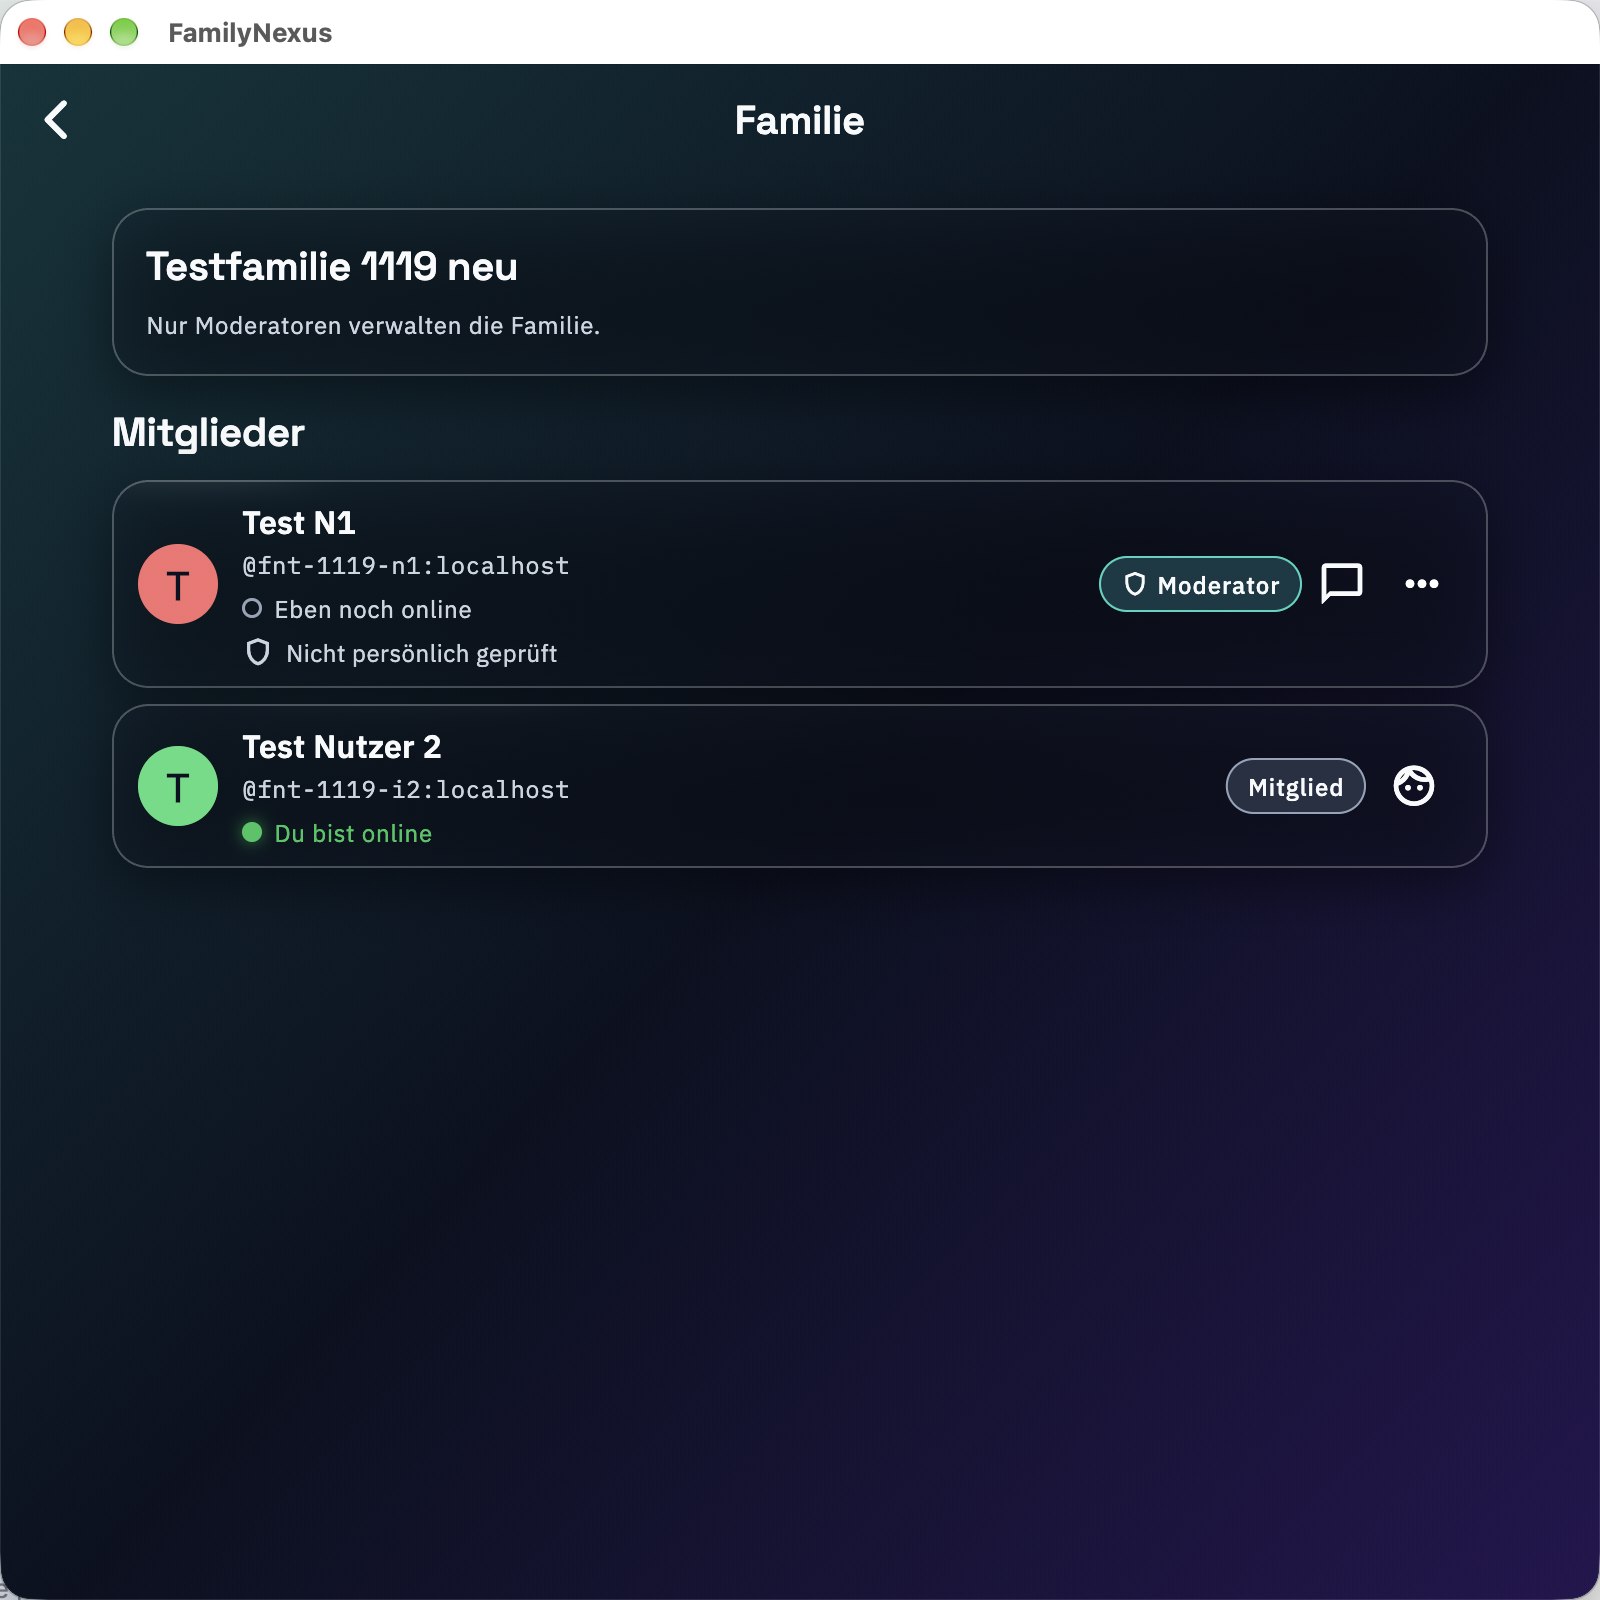 FamilyNexus
Familie
Testfamilie 1119 neu
Nur Moderatoren verwalten die Familie.
Mitglieder
T
Test N1
@fnt-1119-n1:localhost
Eben noch online
Nicht persönlich geprüft
Moderator
T
Test Nutzer 2
@fnt-1119-i2:localhost
Du bist online
Mitglied